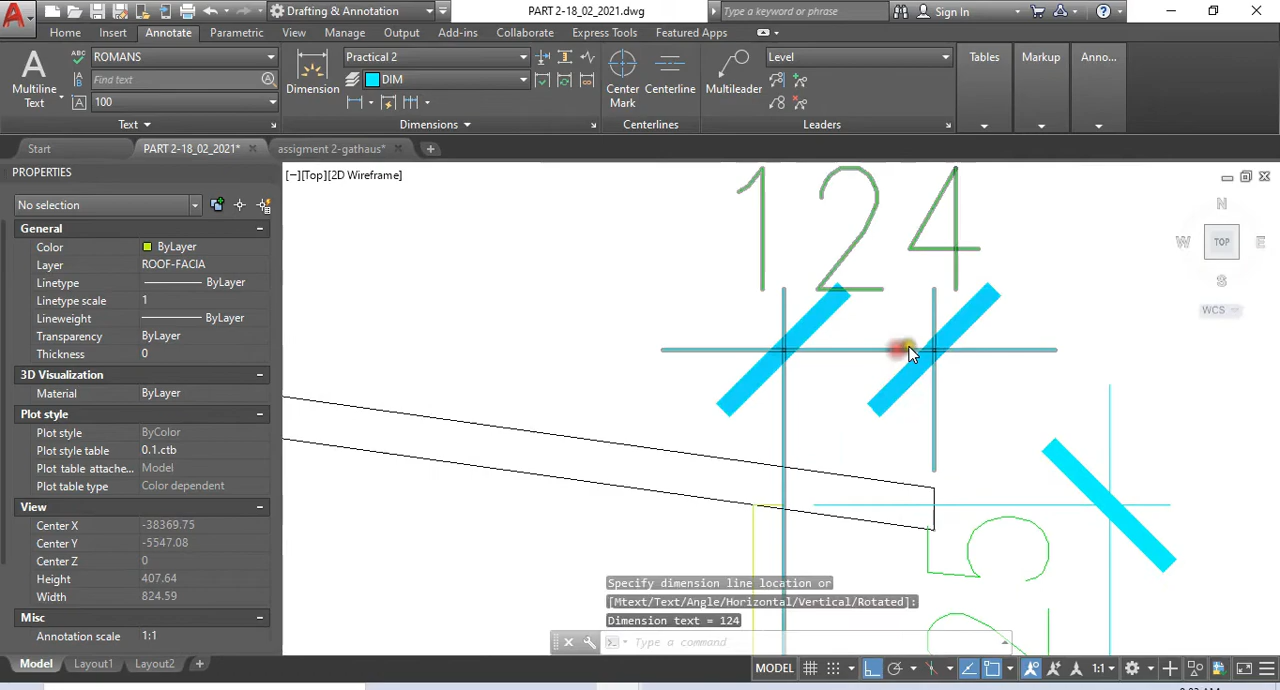 Drafting & Annotation
PART 2-18_02_2021.dwg
Type a keyword or phrase
Sign In
Home Insert Annotate Parametric View Manage Output Add-ins Collaborate Express Tools Featured Apps
ABC ROMANS
Find text
100
Multiline Text
Text
Dimension
Practical 2
DIM
Dimensions
Center Mark
Centerline
Centerlines
Multileader
Level
Leaders
Tables
Markup
Anno...
Start PART 2-18_02_2021* assigment 2-gathaus*
PROPERTIES
No selection
General
Color ByLayer
Layer ROOF-FACIA
Linetype ByLayer
Linetype scale 1
Lineweight ByLayer
Transparency ByLayer
Thickness 0
3D Visualization
Material ByLayer
Plot style
Plot style ByColor
Plot style table 0.1.ctb
Plot table attache... Model
Plot table type Color dependent
View
Center X -38369.75
Center Y -5547.08
Center Z 0
Height 407.64
Width 824.59
Misc
Annotation scale 1:1
[−][Top][2D Wireframe]
124
N
W TOP E
S
WCS
5
Specify dimension line location or
[Mtext/Text/Angle/Horizontal/Vertical/Rotated]:
Dimension text = 124
Type a command
Model Layout1 Layout2
MODEL
1:1